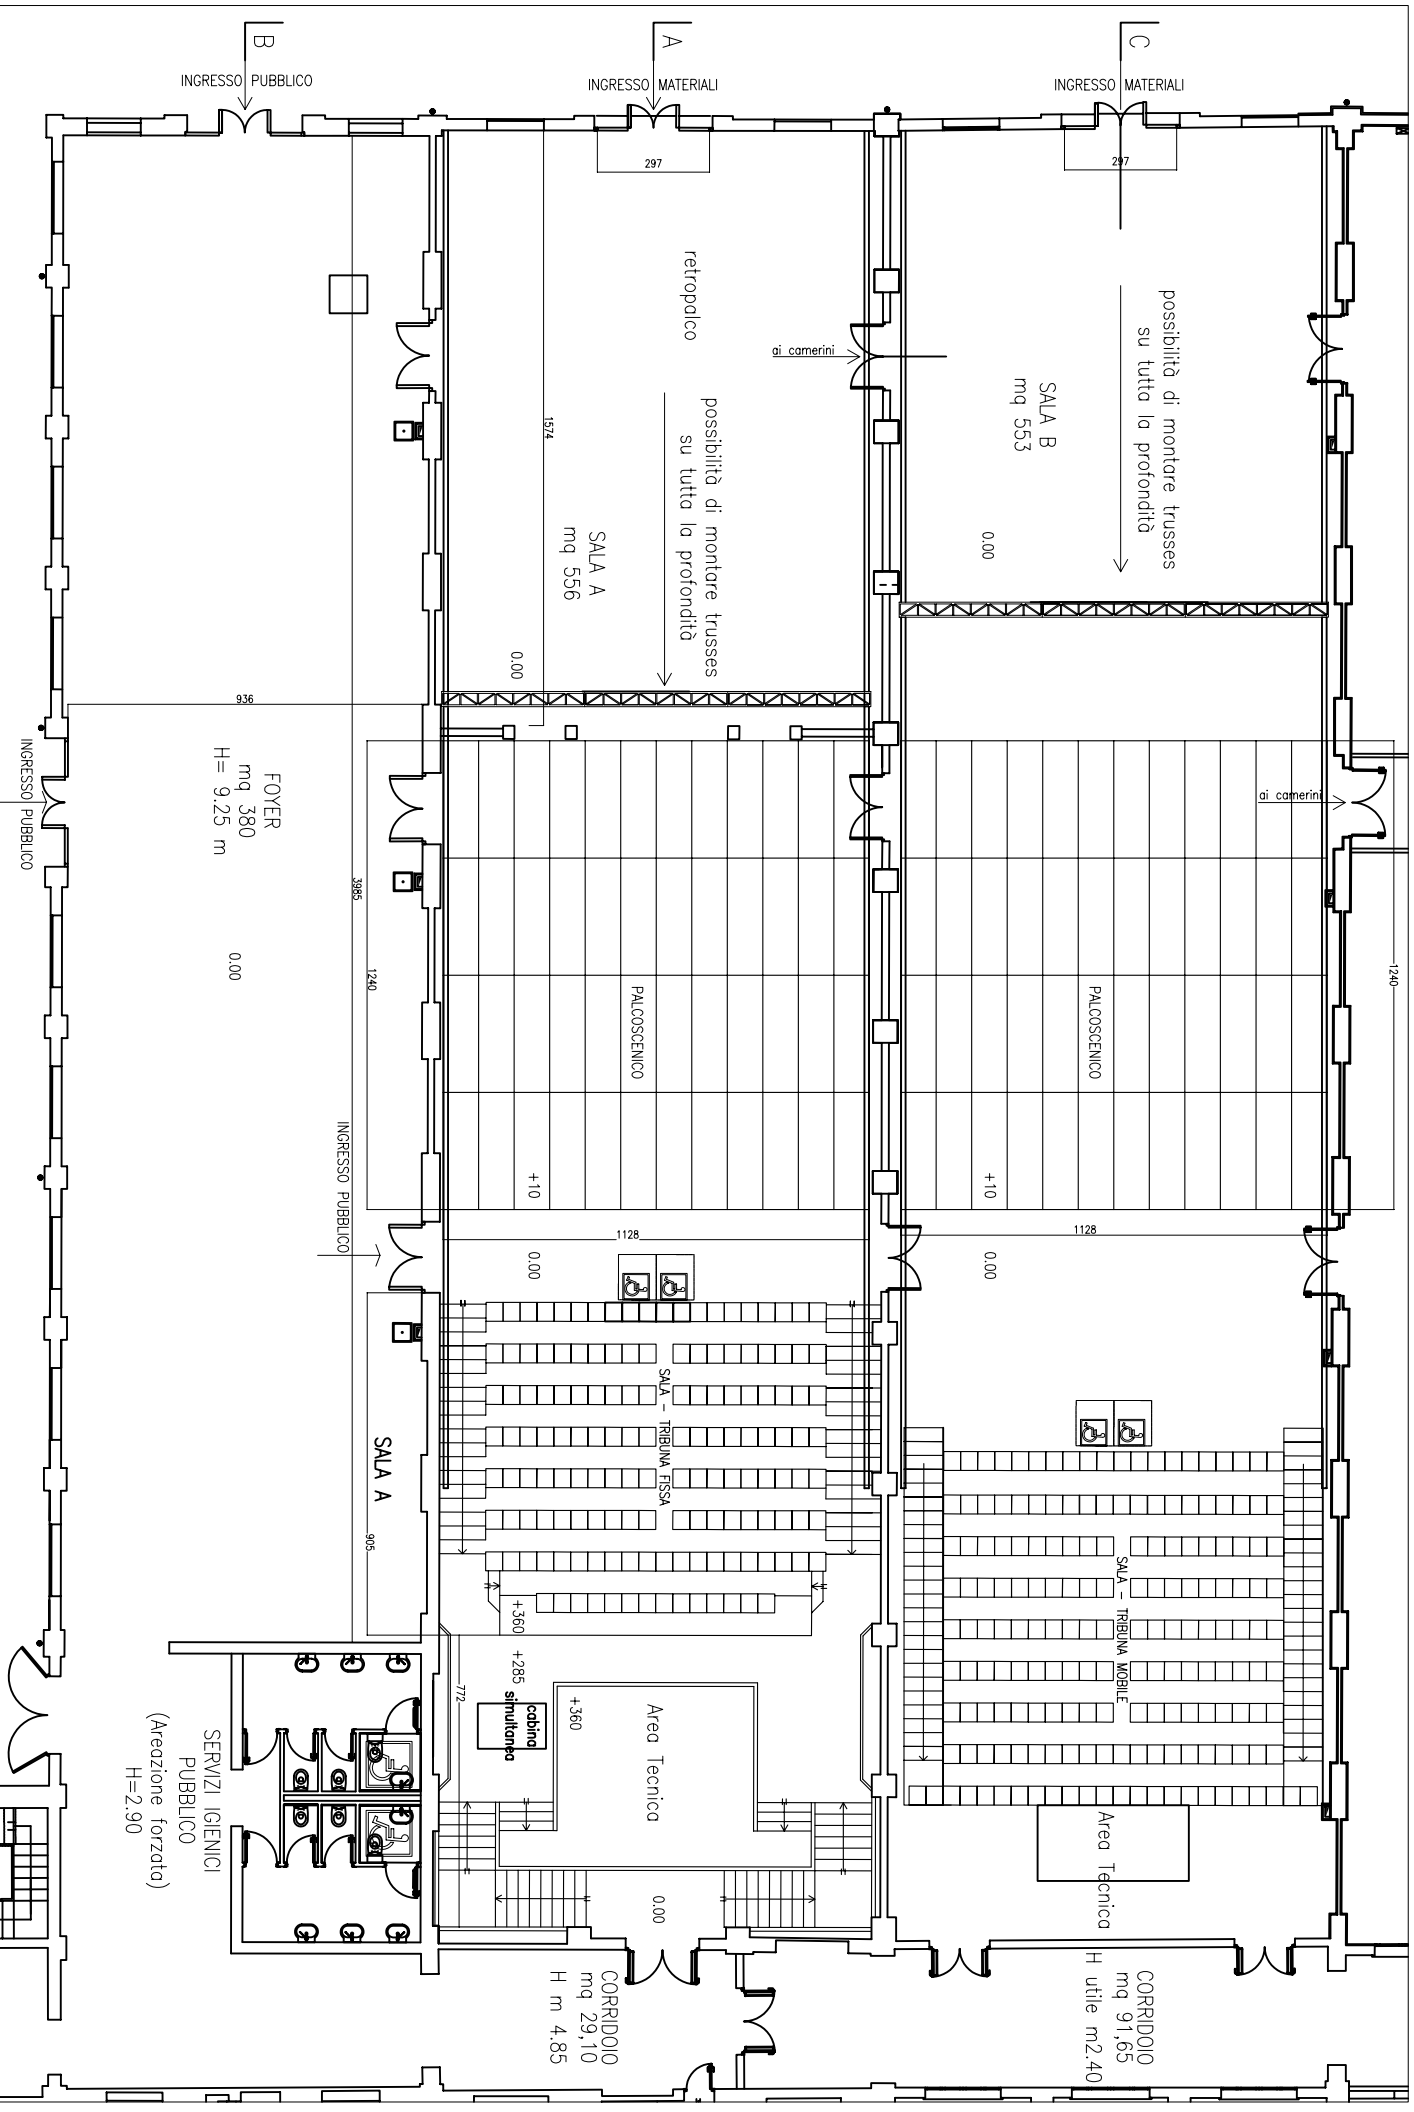 B
INGRESSO PUBBLICO
A
INGRESSO MATERIALI
C
INGRESSO MATERIALI
297
297
retropalco
possibilità di montare trusses
su tutta la profondità
ai camerini
SALA B
mq 553
possibilità di montare trusses
su tutta la profondità
0.00
1574
SALA A
mq 556
0.00
936
INGRESSO PUBBLICO
FOYER
mq 380
H= 9.25 m
0.00
3985
1240
ai camerini
1240
PALCOSCENICO
PALCOSCENICO
+10
+10
INGRESSO PUBBLICO
1128
1128
0.00
0.00
SALA - TRIBUNA FISSA
SALA A
905
SALA - TRIBUNA MOBILE
+360
+285
772
cabina
simultanea
+360
Area Tecnica
Area Tecnica
SERVIZI IGIENICI
PUBBLICO
(Areazione forzata)
H=2.90
0.00
CORRIDOIO
mq 29,10
H m 4.85
CORRIDOIO
mq 91,65
H utile m2.40